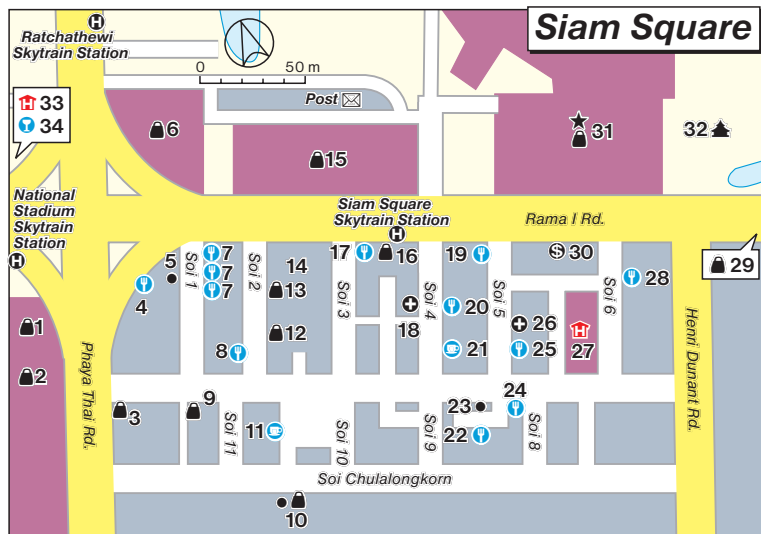 Siam Square
Ratchathewi
Skytrain Station
0 50 m
Post
33
34
6
15
31
32
National
Stadium
Skytrain
Station
Siam Square
Skytrain Station
Rama I Rd.
5
Soi 1
7
7
7
Soi 2
14
13
17
16
19
30
28
29
4
Soi 3
18
Soi 4
20
Soi 5
26
Soi 6
1
12
8
21
25
27
2
Phaya Thai Rd.
Henri Dunant Rd.
3
9
Soi 11
11
Soi 10
Soi 9
23
24
22
Soi 8
Soi Chulalongkorn
10